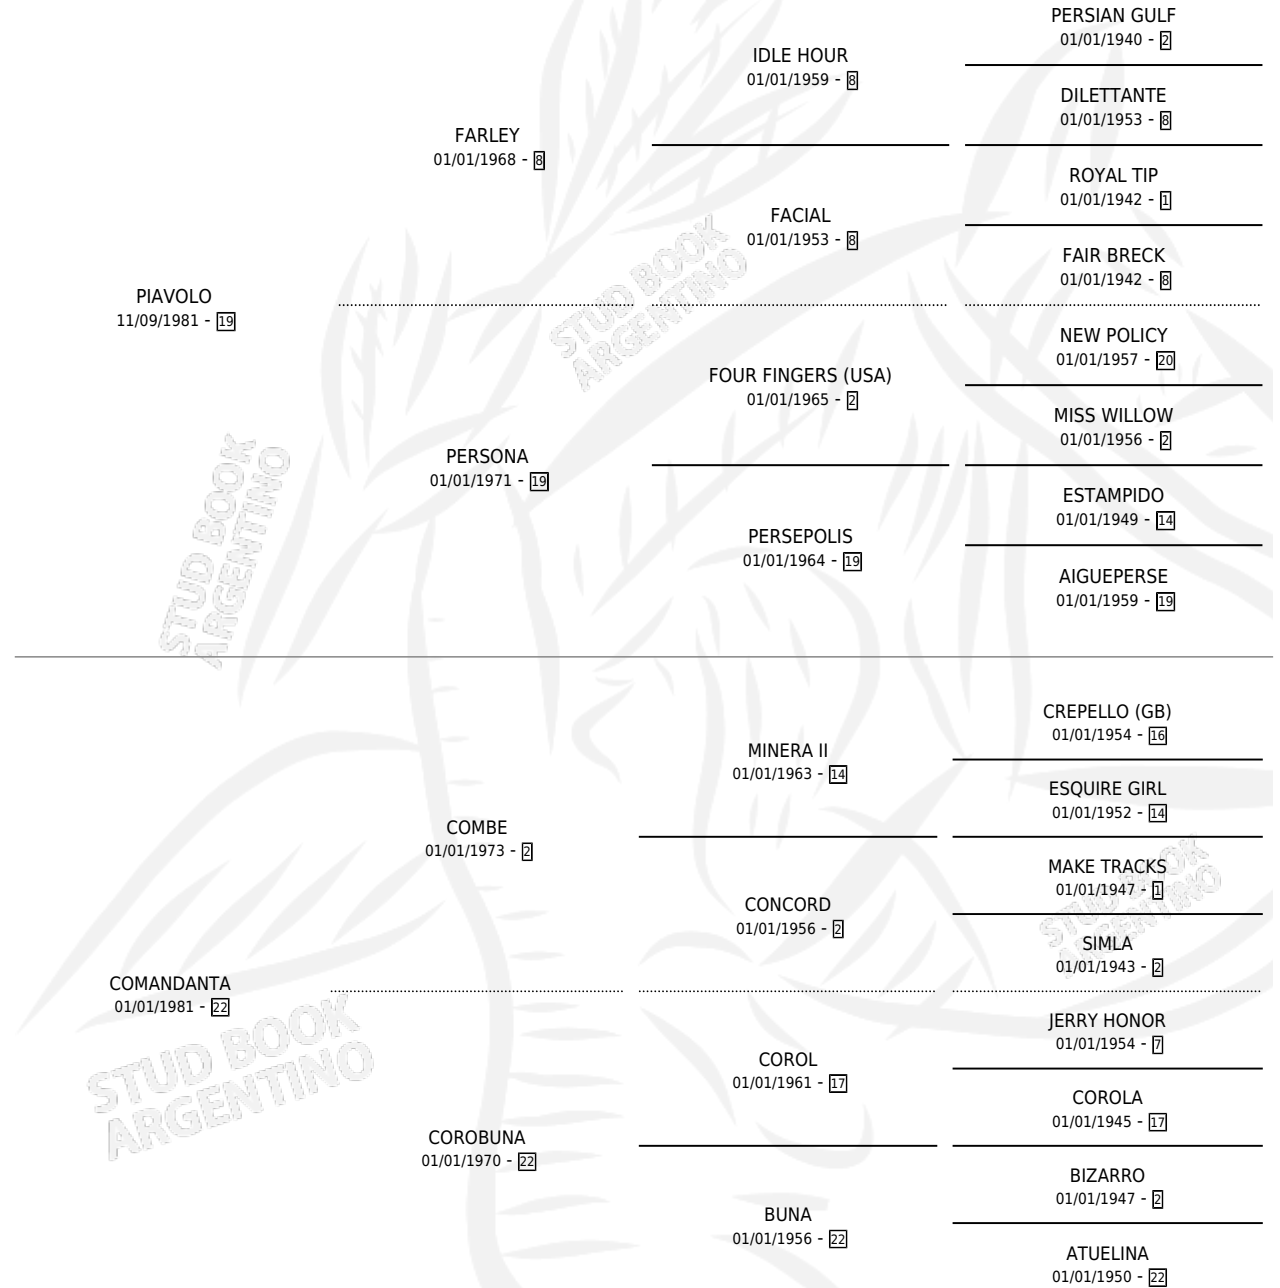 PERSIAN GULF
01/01/1940 - 2
IDLE HOUR
01/01/1959 - 8
DILETTANTE
01/01/1953 - 8
FARLEY
01/01/1968 - 8
ROYAL TIP
01/01/1942 - 1
FACIAL
01/01/1953 - 8
FAIR BRECK
01/01/1942 - 8
PIAVOLO
11/09/1981 - 19
NEW POLICY
01/01/1957 - 20
FOUR FINGERS (USA)
01/01/1965 - 2
MISS WILLOW
01/01/1956 - 2
PERSONA
01/01/1971 - 19
ESTAMPIDO
01/01/1949 - 14
PERSEPOLIS
01/01/1964 - 19
AIGUEPERSE
01/01/1959 - 19
STUD BOOK
ARGENTINO
STUD BOOK
ARGENTINO
CREPELLO (GB)
01/01/1954 - 16
MINERA II
01/01/1963 - 14
ESQUIRE GIRL
01/01/1952 - 14
COMBE
01/01/1973 - 2
MAKE TRACKS
01/01/1947 - 1
CONCORD
01/01/1956 - 2
SIMLA
01/01/1943 - 2
COMANDANTA
01/01/1981 - 22
JERRY HONOR
01/01/1954 - 7
COROL
01/01/1961 - 17
COROLA
01/01/1945 - 17
COROBUNA
01/01/1970 - 22
BIZARRO
01/01/1947 - 2
BUNA
01/01/1956 - 22
ATUELINA
01/01/1950 - 22
STUD BOOK
ARGENTINO
STUD BOOK
ARGENTINO